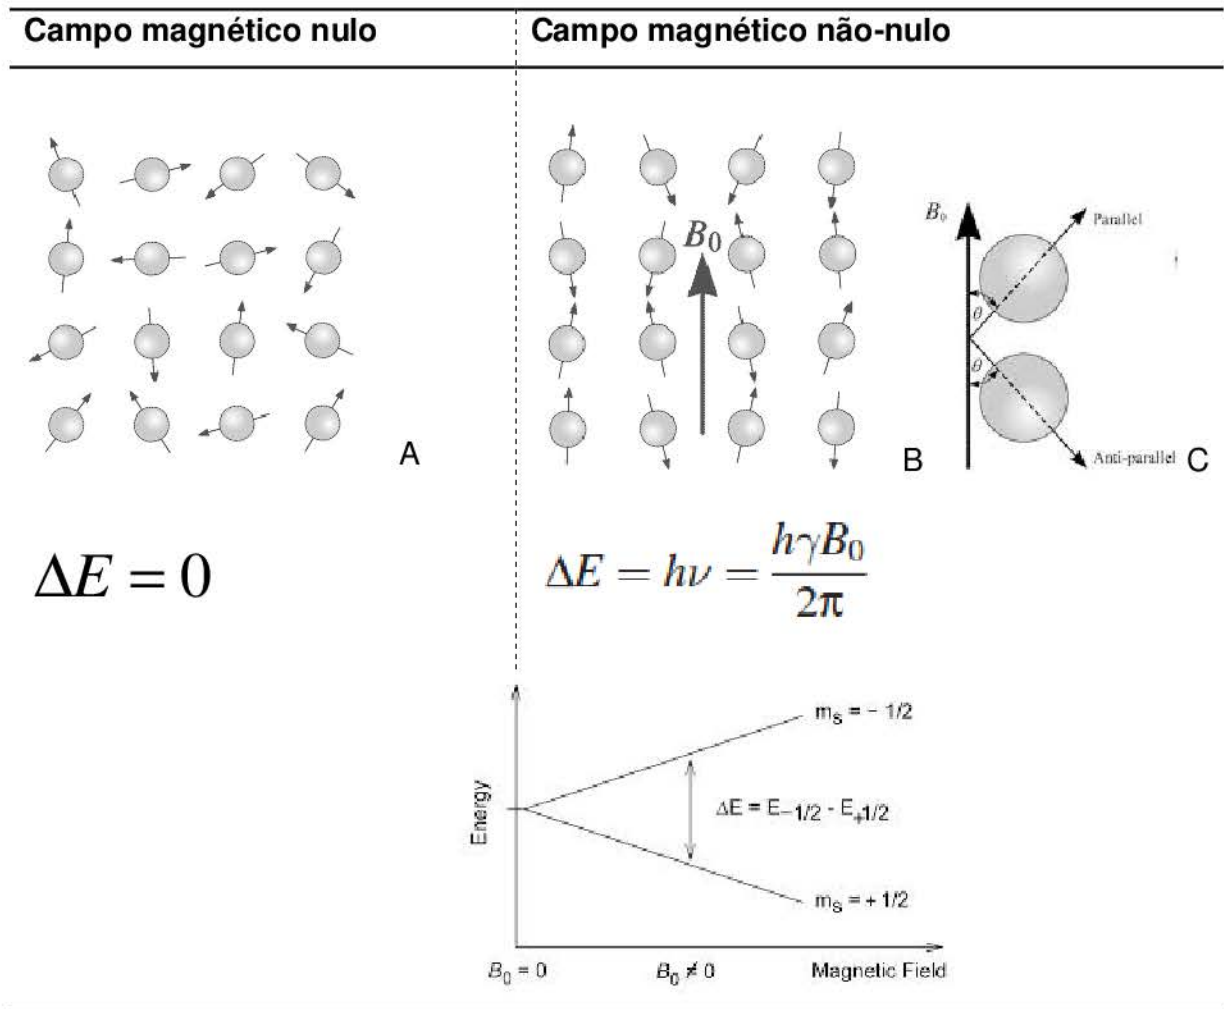 Campo magnético nulo
Campo magnético não-nulo
B₀
B₀
Parallel
θ
θ
Anti-parallel
A
B
C
ΔE = 0
ΔE = hν = hγB₀ / 2π
Energy
mₛ = - 1/2
ΔE = E₋₁/₂ - E₊₁/₂
mₛ = + 1/2
B₀ = 0
B₀ ≠ 0
Magnetic Field